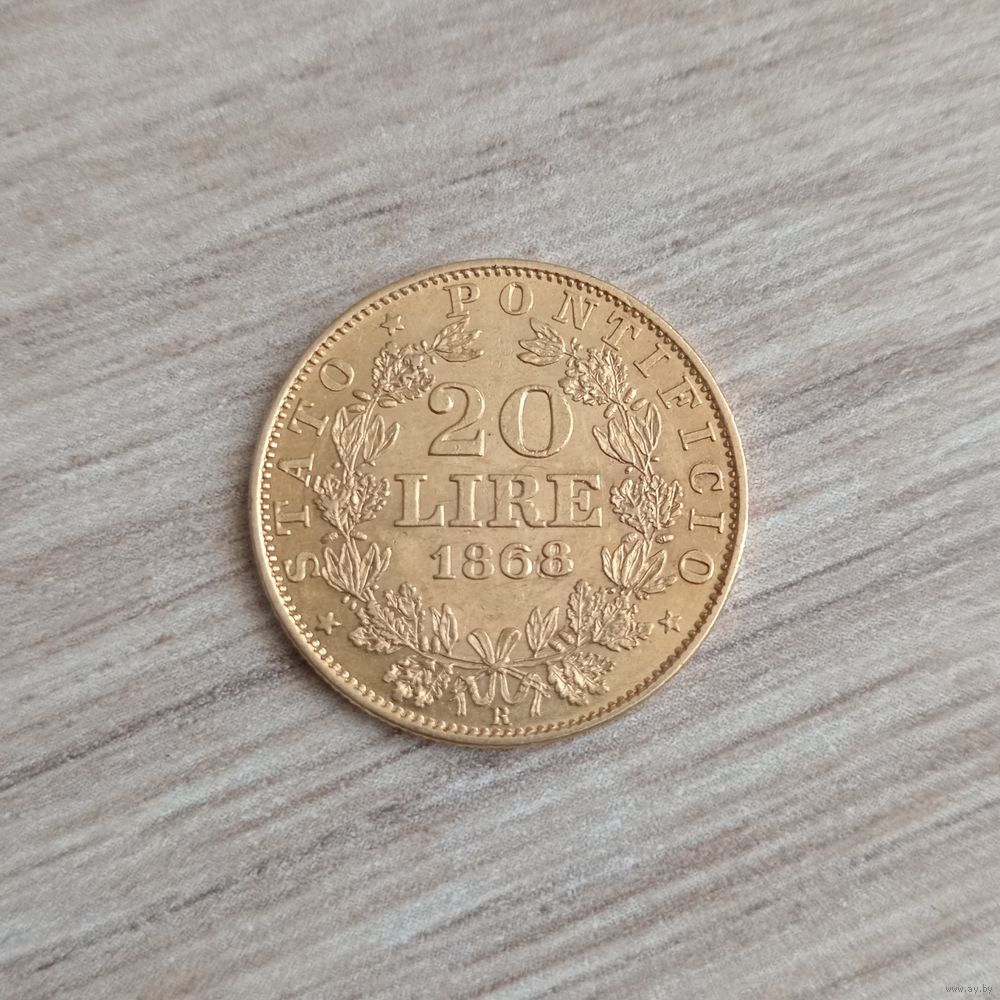 STATO PONTIFICIO
20
LIRE
1868
R
www.ay.by